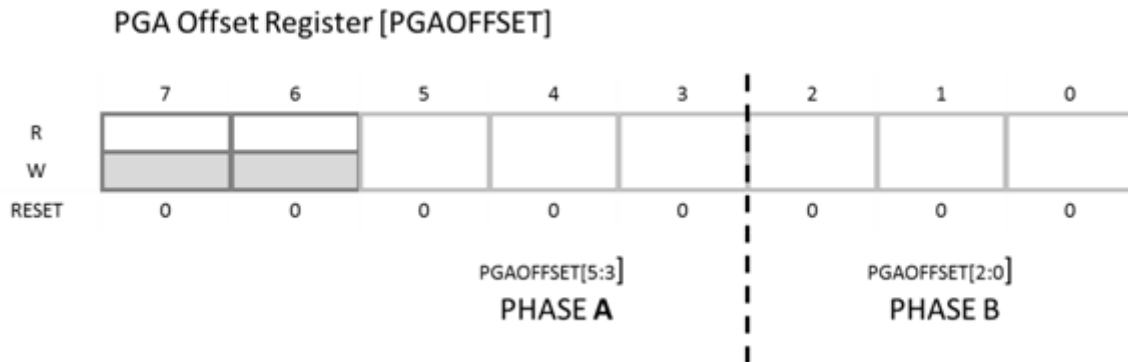 PGA Offset Register [PGAOFFSET]
7 6 5 4 3 2 1 0
R
W
RESET 0 0 0 0 0 0 0 0
PGAOFFSET[5:3] PGAOFFSET[2:0]
PHASE A PHASE B